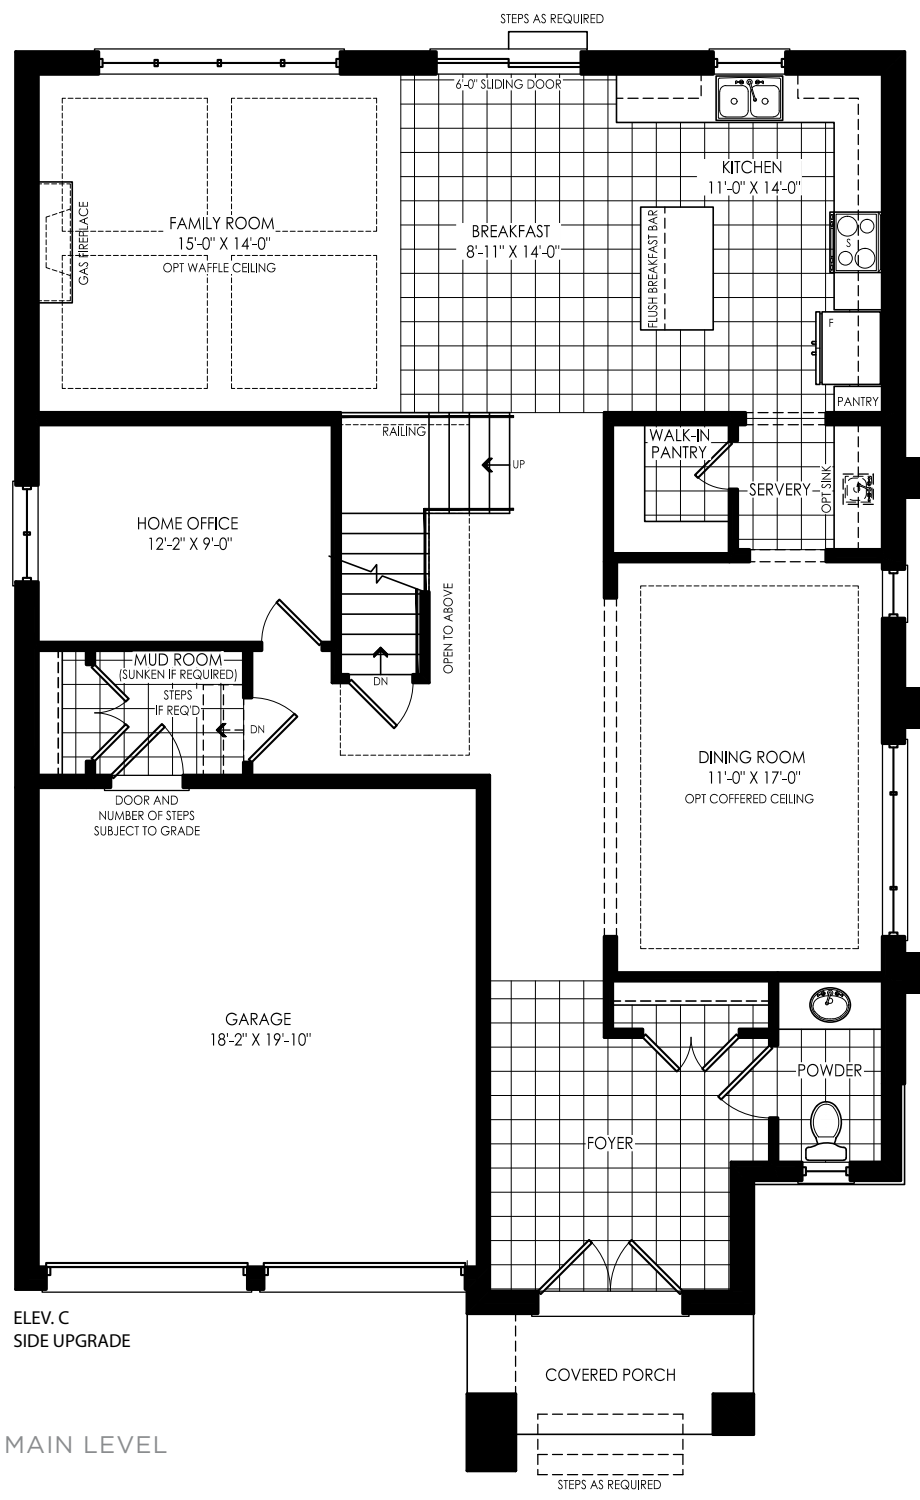 STEPS AS REQUIRED
6'-0" SLIDING DOOR
KITCHEN
11'-0" X 14'-0"
FAMILY ROOM
15'-0" X 14'-0"
OPT WAFFLE CEILING
GAS FIREPLACE
BREAKFAST
8'-11" X 14'-0"
FLUSH BREAKFAST BAR
S
F
PANTRY
RAILING
UP
WALK-IN
PANTRY
SERVERY
OPT SINK
HOME OFFICE
12'-2" X 9'-0"
OPEN TO ABOVE
DN
MUD ROOM
(SUNKEN IF REQUIRED)
STEPS
IF REQ'D
DN
DOOR AND
NUMBER OF STEPS
SUBJECT TO GRADE
DINING ROOM
11'-0" X 17'-0"
OPT COFFERED CEILING
GARAGE
18'-2" X 19'-10"
POWDER
FOYER
ELEV. C
SIDE UPGRADE
COVERED PORCH
MAIN LEVEL
STEPS AS REQUIRED